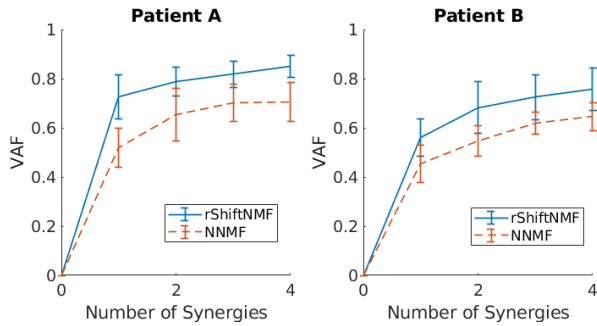 Patient A
1
0.8
0.6
0.4
0.2
0
VAF
0 2 4
Number of Synergies
rShiftNMF
NNMF
Patient B
1
0.8
0.6
0.4
0.2
0
VAF
0 2 4
Number of Synergies
rShiftNMF
NNMF